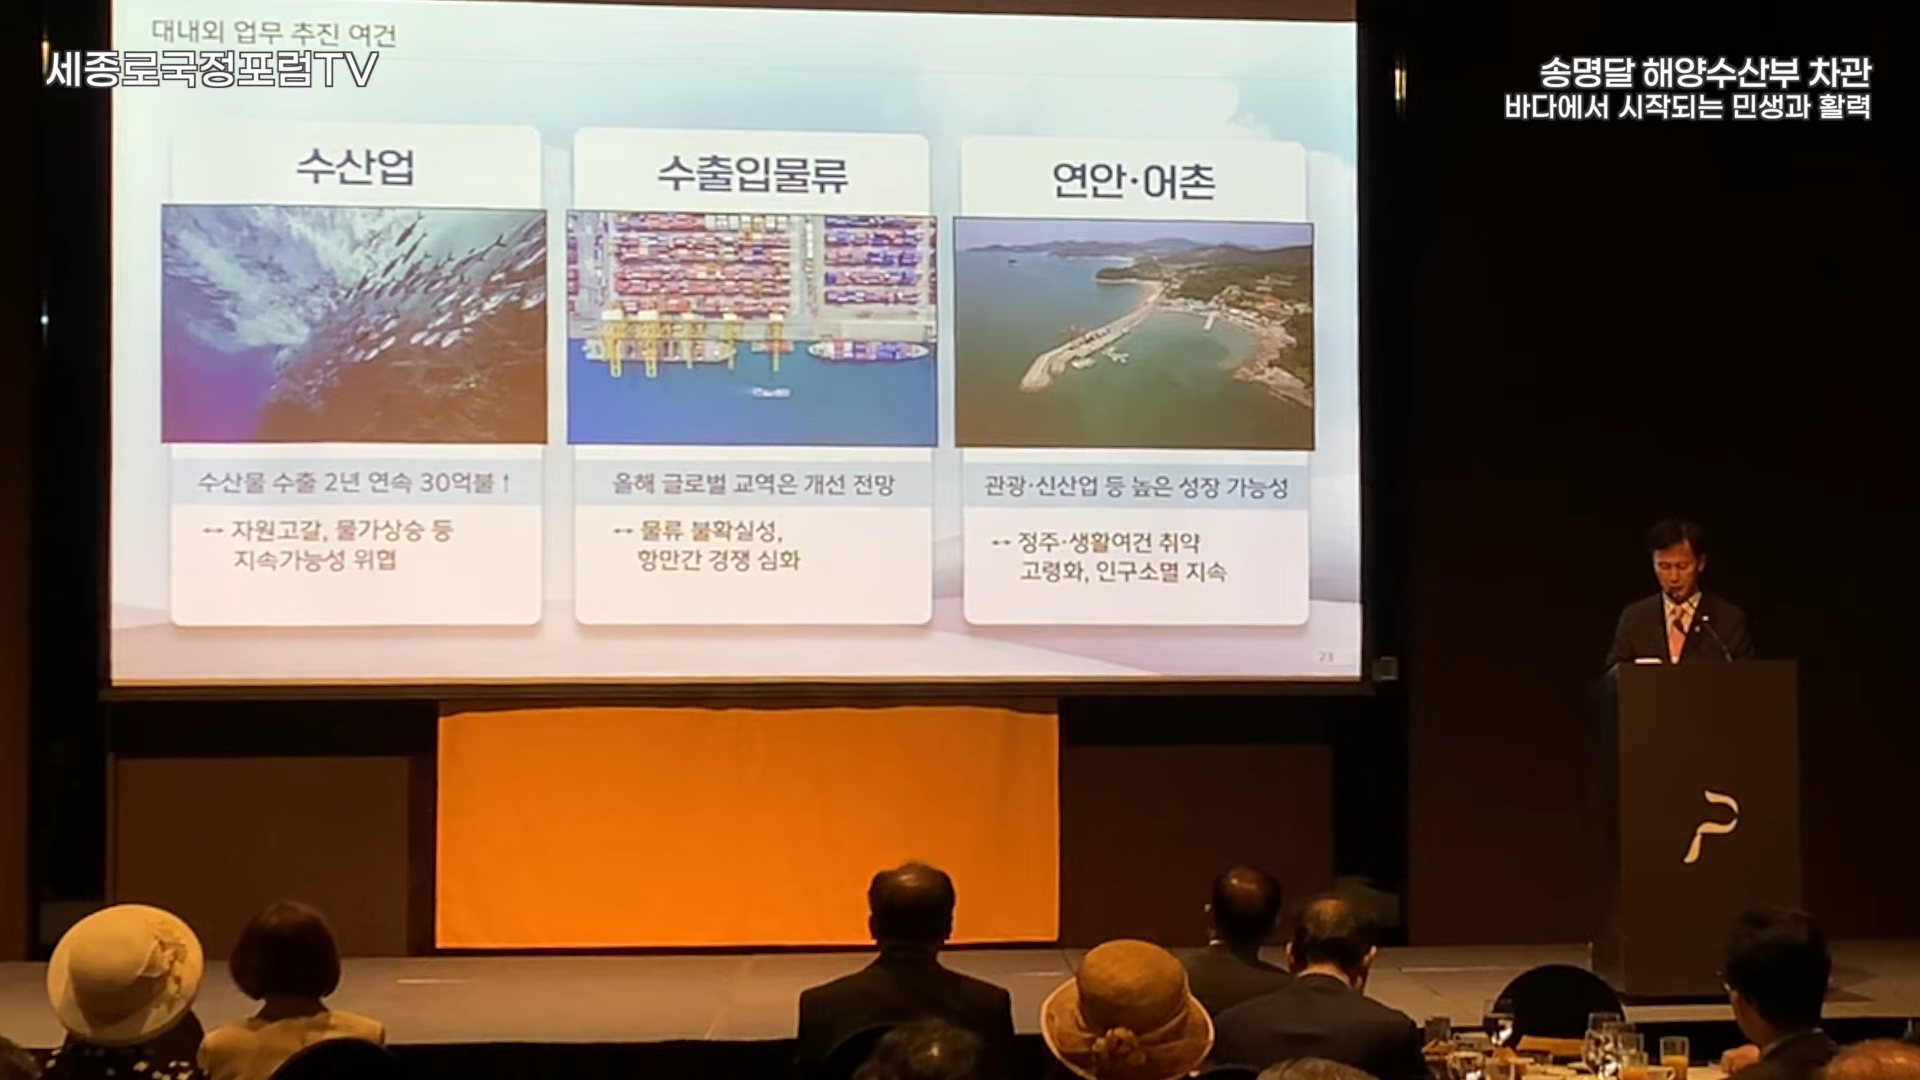 대내외 업무 추진 여건
세종로국정포럼TV
송명달 해양수산부 차관
바다에서 시작되는 민생과 활력
수산업
수산물 수출 2년 연속 30억불 ↑
↔ 자원고갈, 물가상승 등
지속가능성 위협
수출입물류
올해 글로벌 교역은 개선 전망
↔ 물류 불확실성,
항만간 경쟁 심화
연안·어촌
관광·신산업 등 높은 성장 가능성
↔ 정주·생활여건 취약
고령화, 인구소멸 지속
23